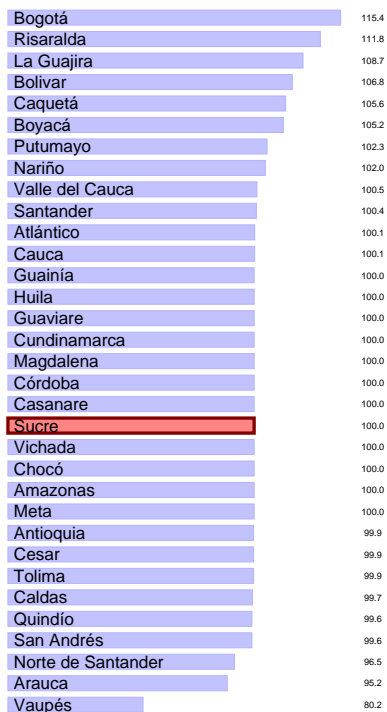 Bogotá 115.4
Risaralda 111.8
La Guajira 108.7
Bolivar 106.8
Caquetá 105.6
Boyacá 105.2
Putumayo 102.3
Nariño 102.0
Valle del Cauca 100.5
Santander 100.4
Atlántico 100.1
Cauca 100.1
Guainía 100.0
Huila 100.0
Guaviare 100.0
Cundinamarca 100.0
Magdalena 100.0
Córdoba 100.0
Casanare 100.0
Sucre 100.0
Vichada 100.0
Chocó 100.0
Amazonas 100.0
Meta 100.0
Antioquia 99.9
Cesar 99.9
Tolima 99.9
Caldas 99.7
Quindío 99.6
San Andrés 99.6
Norte de Santander 96.5
Arauca 95.2
Vaupés 80.2